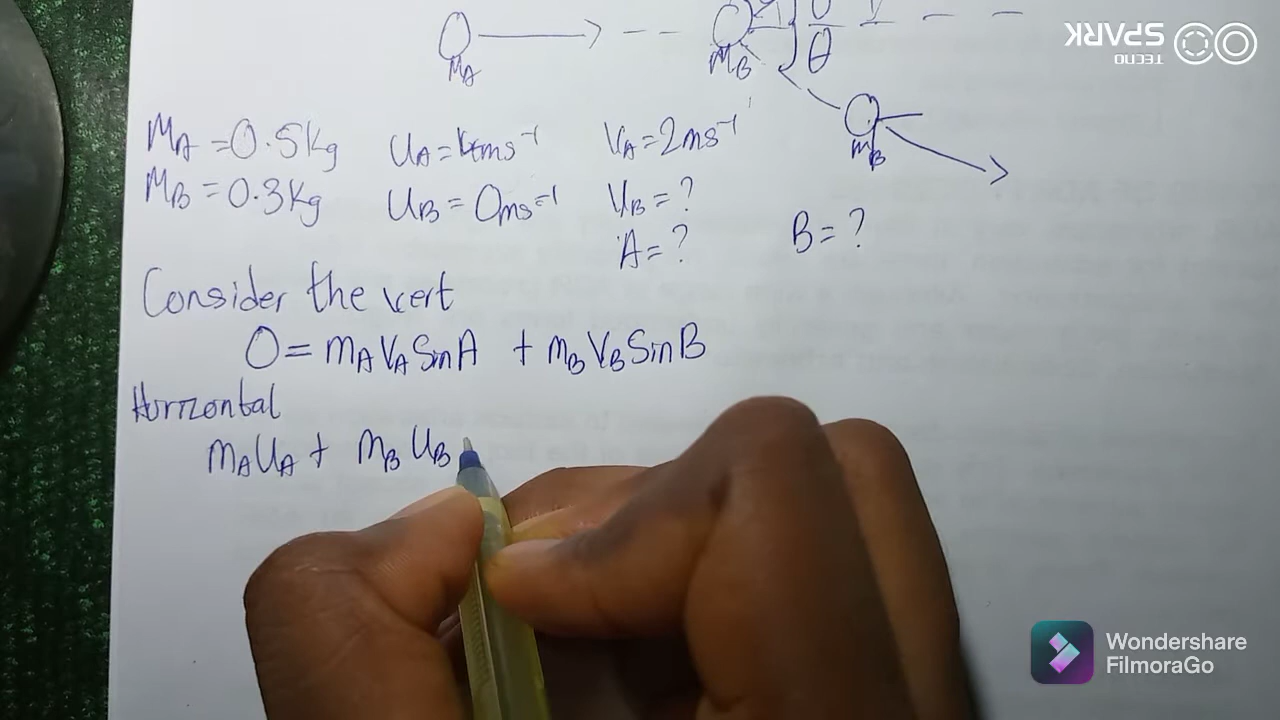 TECNO
SPARK
MA
MB
θ
MB
MA = 0.5kg UA = 4ms⁻¹ VA = 2ms⁻¹
MB = 0.3kg UB = 0ms⁻¹ VB = ?
A = ? B = ?
Consider the vert
O = mAVASinA + mBVBSinB
Horizontal
mAUA + mBUB
Wondershare
FilmoraGo